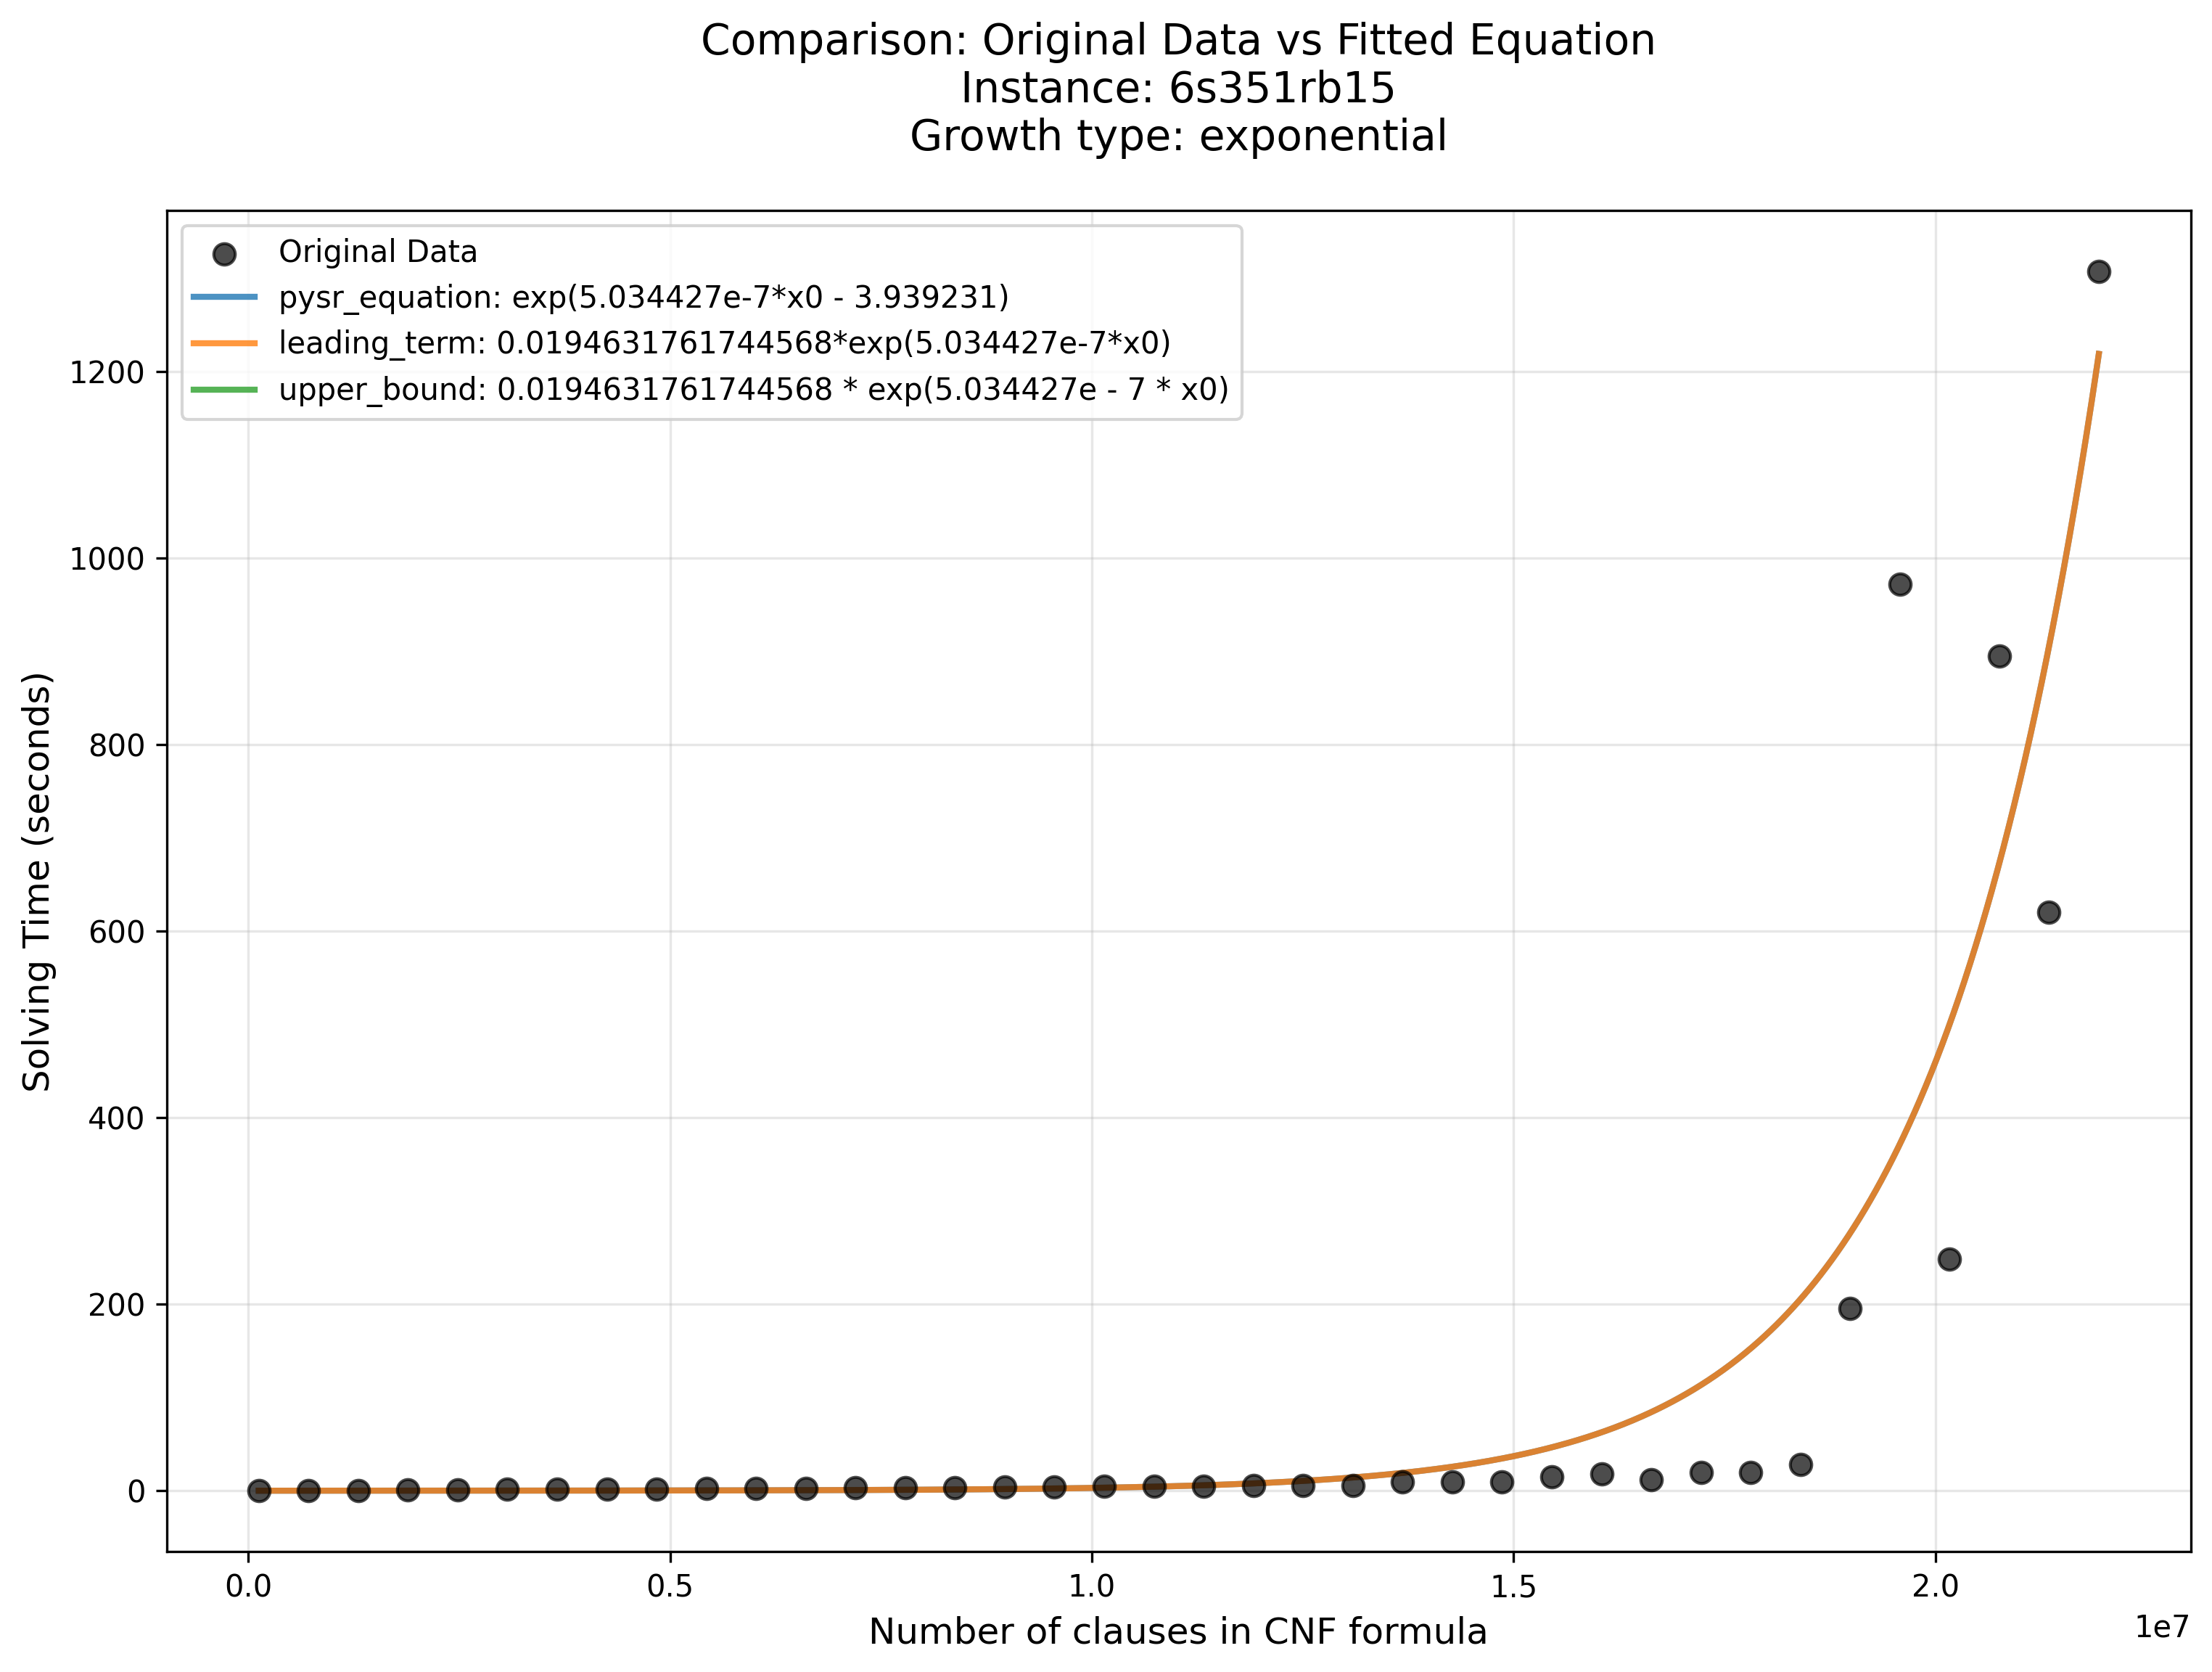 Comparison: Original Data vs Fitted Equation
Instance: 6s351rb15
Growth type: exponential
Original Data
pysr_equation: exp(5.034427e-7*x0 - 3.939231)
leading_term: 0.0194631761744568*exp(5.034427e-7*x0)
upper_bound: 0.0194631761744568 * exp(5.034427e - 7 * x0)
Solving Time (seconds)
1200
1000
800
600
400
200
0
0.0
0.5
1.0
1.5
2.0
1e7
Number of clauses in CNF formula